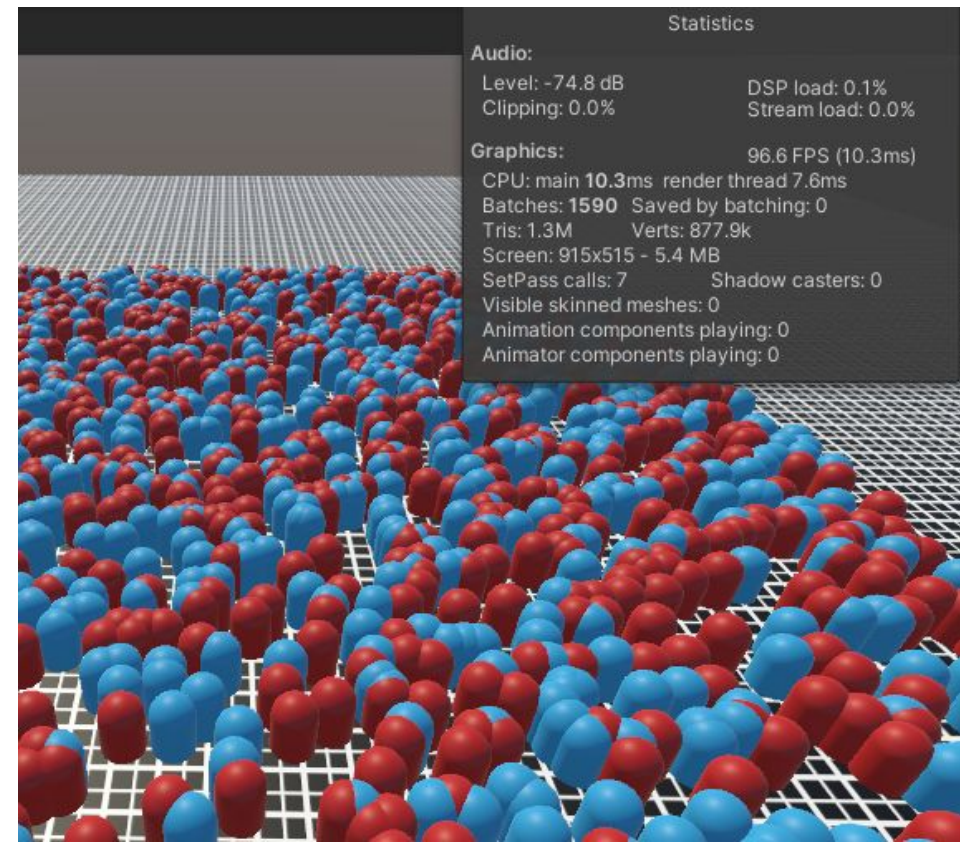 Statistics
Audio:
Level: -74.8 dB DSP load: 0.1%
Clipping: 0.0% Stream load: 0.0%
Graphics: 96.6 FPS (10.3ms)
CPU: main 10.3ms render thread 7.6ms
Batches: 1590 Saved by batching: 0
Tris: 1.3M Verts: 877.9k
Screen: 915x515 - 5.4 MB
SetPass calls: 7 Shadow casters: 0
Visible skinned meshes: 0
Animation components playing: 0
Animator components playing: 0